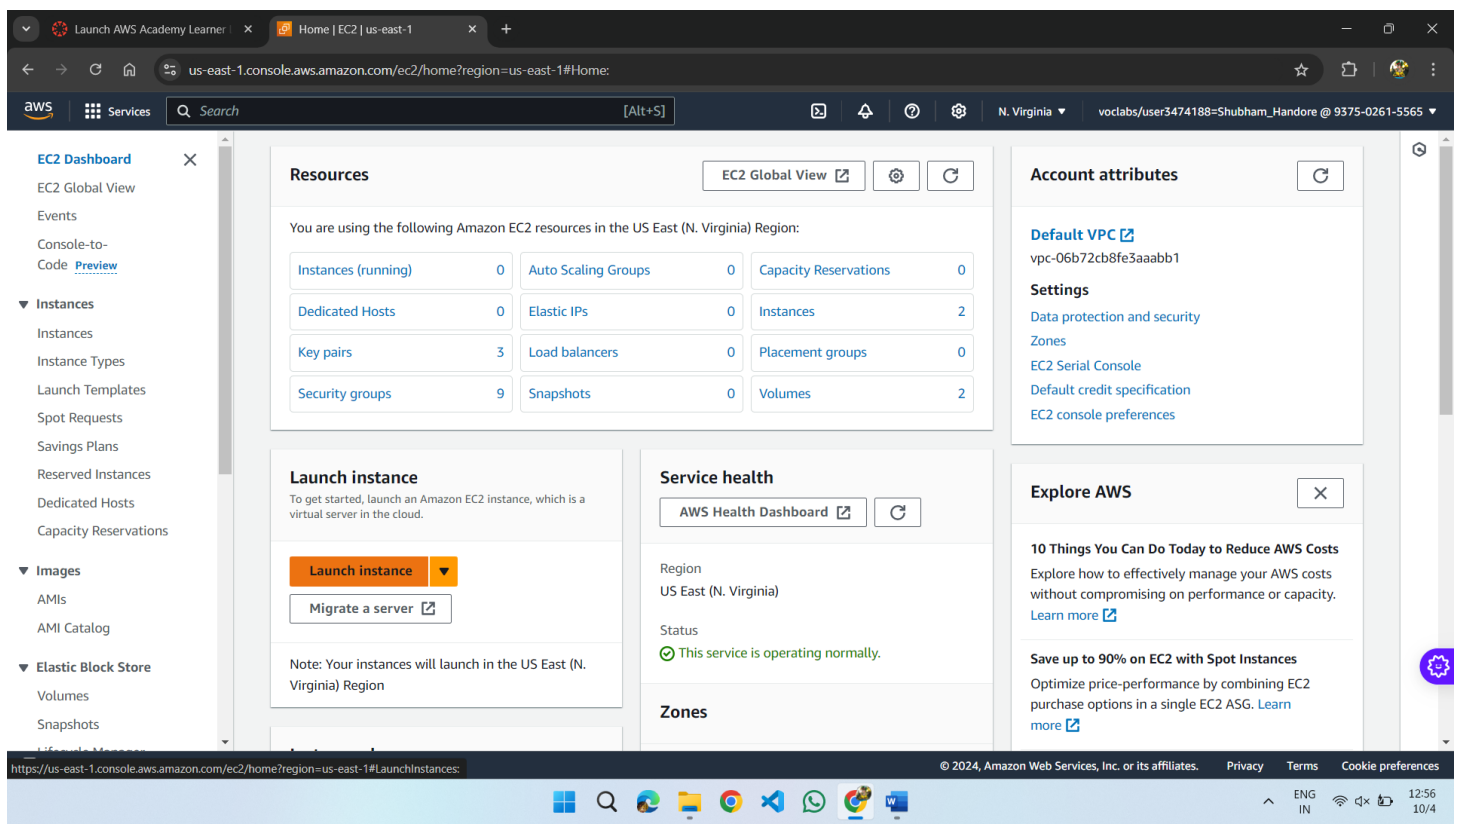 Launch AWS Academy Learner L
Home | EC2 | us-east-1
us-east-1.console.aws.amazon.com/ec2/home?region=us-east-1#Home:
aws
Services
Search
[Alt+S]
N. Virginia
voclabs/user3474188=Shubham_Handore @ 9375-0261-5565
EC2 Dashboard
EC2 Global View
Events
Console-to-
Code Preview
Instances
Instances
Instance Types
Launch Templates
Spot Requests
Savings Plans
Reserved Instances
Dedicated Hosts
Capacity Reservations
Images
AMIs
AMI Catalog
Elastic Block Store
Volumes
Snapshots
Lifecycle Manager
Resources
EC2 Global View
You are using the following Amazon EC2 resources in the US East (N. Virginia) Region:
Instances (running) 0
Auto Scaling Groups 0
Capacity Reservations 0
Dedicated Hosts 0
Elastic IPs 0
Instances 2
Key pairs 3
Load balancers 0
Placement groups 0
Security groups 9
Snapshots 0
Volumes 2
Launch instance
To get started, launch an Amazon EC2 instance, which is a
virtual server in the cloud.
Launch instance
Migrate a server
Note: Your instances will launch in the US East (N.
Virginia) Region
Service health
AWS Health Dashboard
Region
US East (N. Virginia)
Status
This service is operating normally.
Zones
Account attributes
Default VPC
vpc-06b72cb8fe3aaabb1
Settings
Data protection and security
Zones
EC2 Serial Console
Default credit specification
EC2 console preferences
Explore AWS
10 Things You Can Do Today to Reduce AWS Costs
Explore how to effectively manage your AWS costs
without compromising on performance or capacity.
Learn more
Save up to 90% on EC2 with Spot Instances
Optimize price-performance by combining EC2
purchase options in a single EC2 ASG. Learn
more
https://us-east-1.console.aws.amazon.com/ec2/home?region=us-east-1#LaunchInstances:
© 2024, Amazon Web Services, Inc. or its affiliates.
Privacy
Terms
Cookie preferences
ENG
IN
12:56
10/4